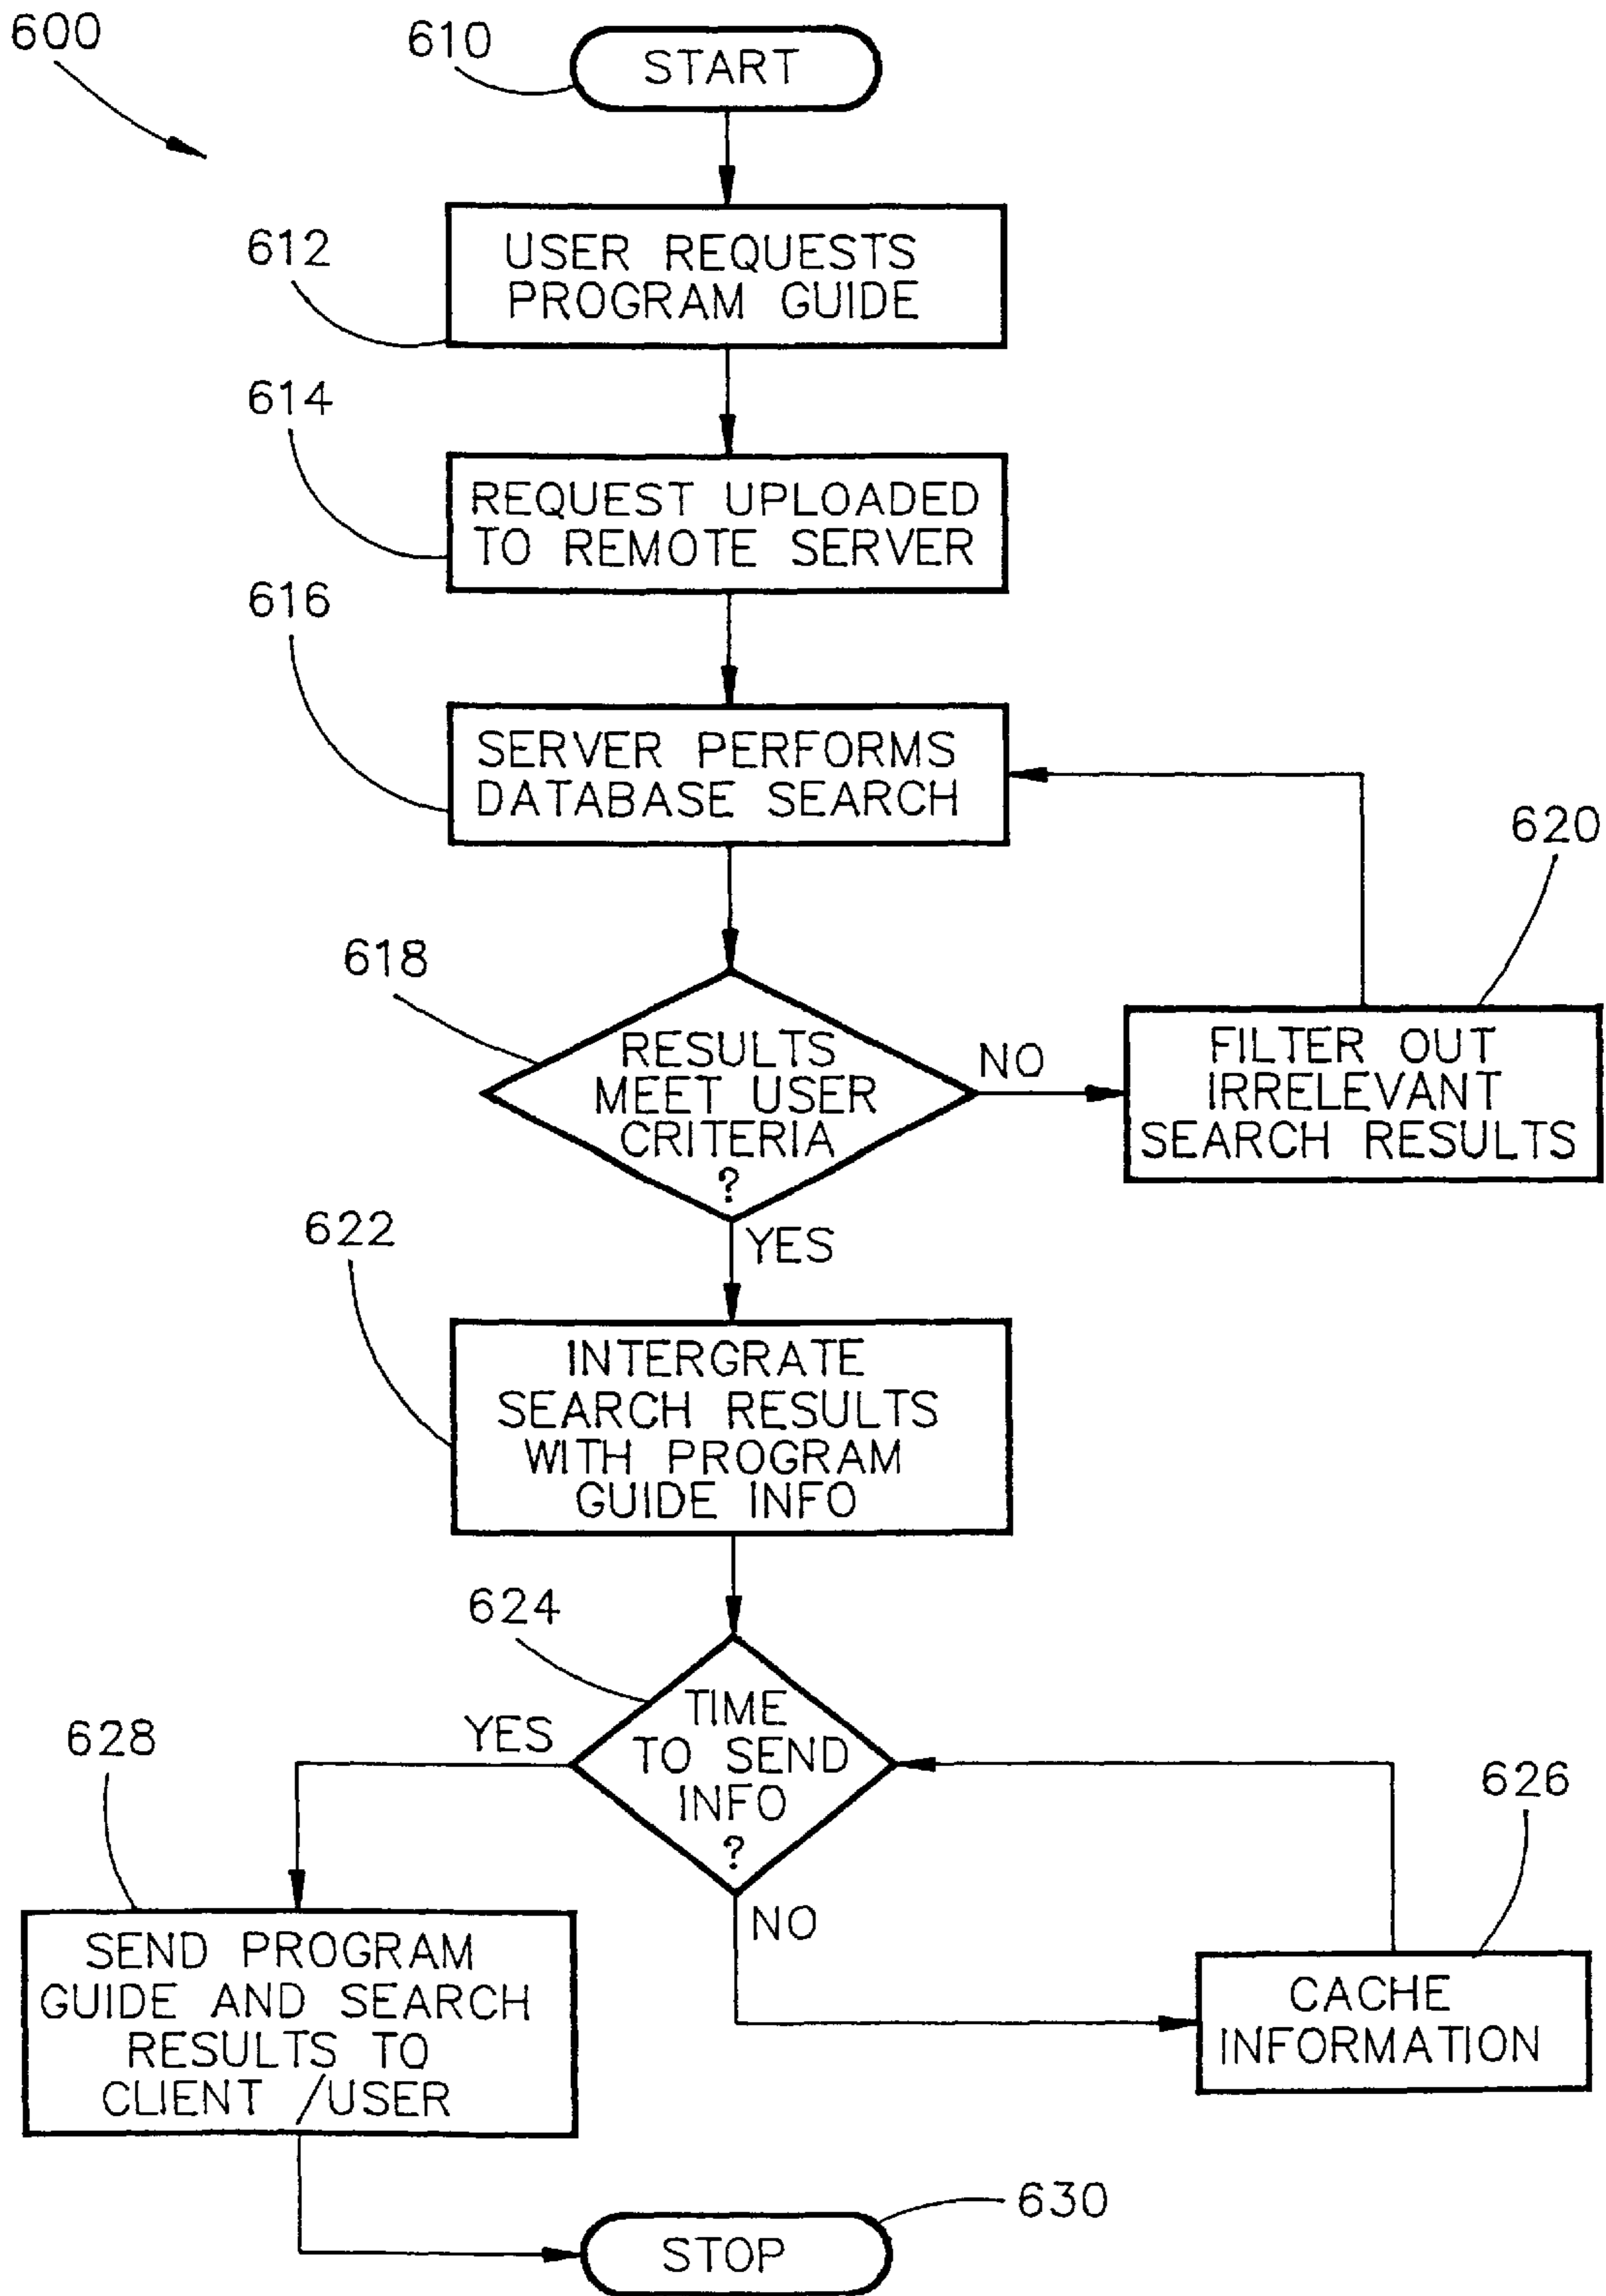 600
610
START
612
USER REQUESTS
PROGRAM GUIDE
614
REQUEST UPLOADED
TO REMOTE SERVER
616
SERVER PERFORMS
DATABASE SEARCH
620
618
RESULTS
MEET USER
CRITERIA
?
NO
FILTER OUT
IRRELEVANT
SEARCH RESULTS
YES
622
INTERGRATE
SEARCH RESULTS
WITH PROGRAM
GUIDE INFO
624
TIME
TO SEND
INFO
?
YES
628
626
NO
SEND PROGRAM
GUIDE AND SEARCH
RESULTS TO
CLIENT /USER
CACHE
INFORMATION
630
STOP